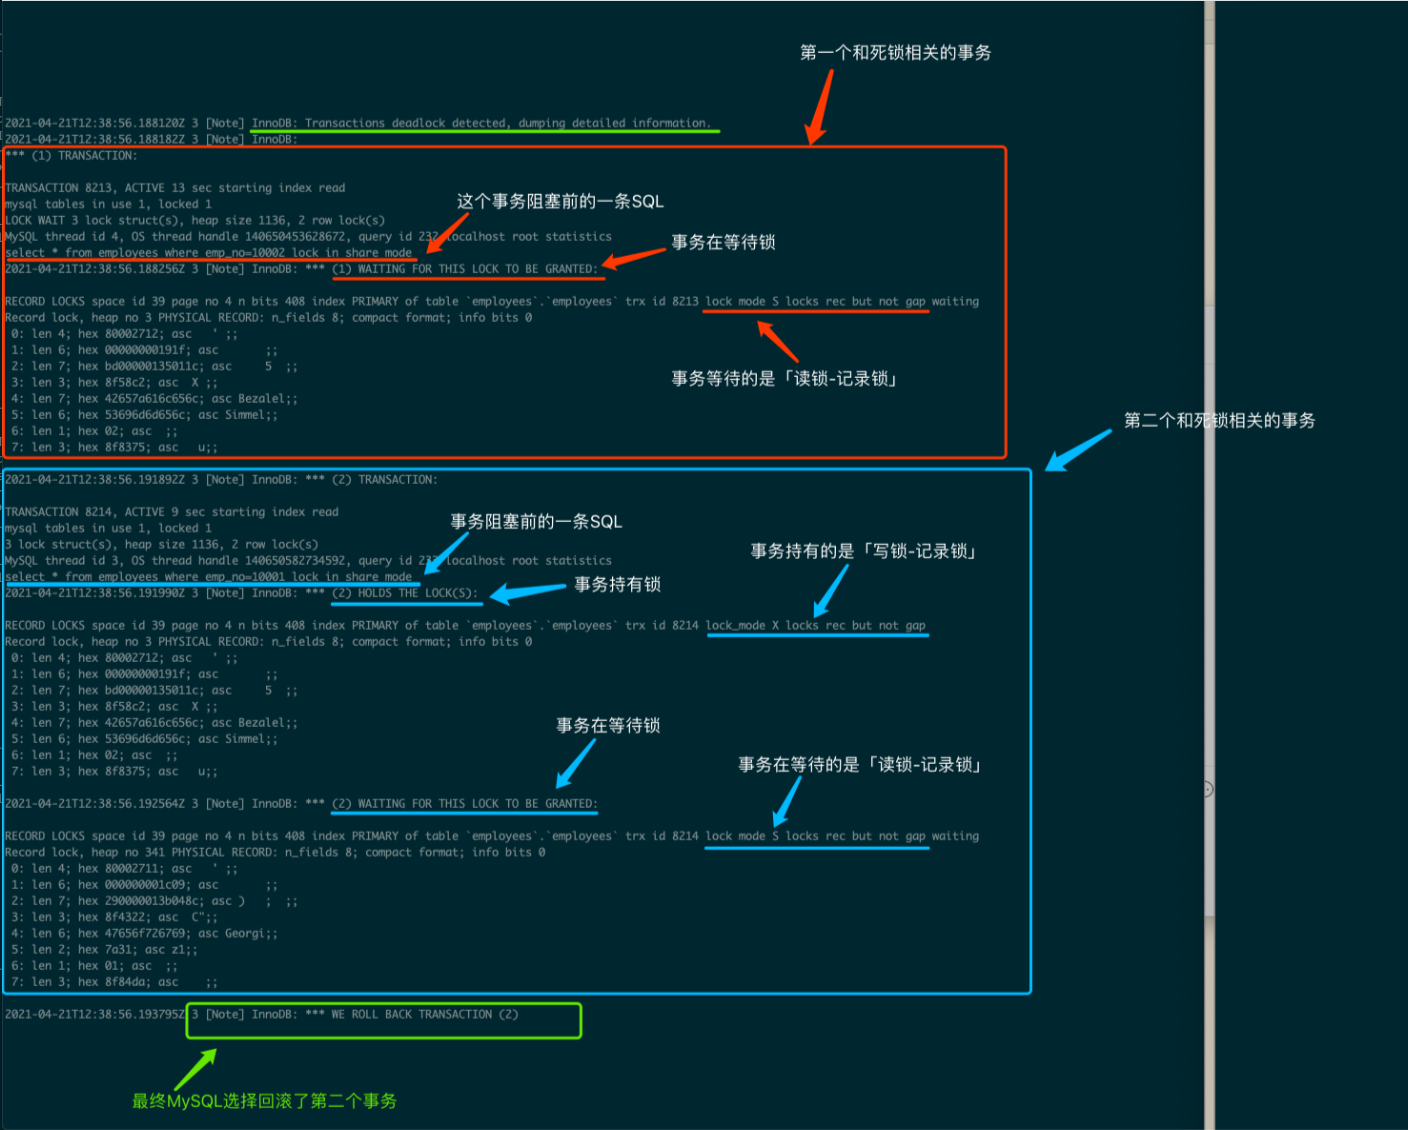 第一个和死锁相关的事务
2021-04-21T12:38:56.188120Z 3 [Note] InnoDB: Transactions deadlock detected, dumping detailed information.
2021-04-21T12:38:56.188182Z 3 [Note] InnoDB:
*** (1) TRANSACTION:
TRANSACTION 8213, ACTIVE 13 sec starting index read
mysql tables in use 1, locked 1
这个事务阻塞前的一条SQL
LOCK WAIT 3 lock struct(s), heap size 1136, 2 row lock(s)
MySQL thread id 4, OS thread handle 140650453628672, query id 232 localhost root statistics
事务在等待锁
select * from employees where emp_no=10002 lock in share mode
2021-04-21T12:38:56.188256Z 3 [Note] InnoDB: *** (1) WAITING FOR THIS LOCK TO BE GRANTED:
RECORD LOCKS space id 39 page no 4 n bits 408 index PRIMARY of table `employees`.`employees` trx id 8213 lock mode S locks rec but not gap waiting
Record lock, heap no 3 PHYSICAL RECORD: n_fields 8; compact format; info bits 0
0: len 4; hex 80002712; asc ' ;;
1: len 6; hex 00000000191f; asc ;;
2: len 7; hex bd00000135011c; asc 5 ;;
事务等待的是「读锁-记录锁」
3: len 3; hex 8f58c2; asc X ;;
4: len 7; hex 42657a616c656c; asc Bezalel;;
5: len 6; hex 53696d6d656c; asc Simmel;;
6: len 1; hex 02; asc ;;
7: len 3; hex 8f8375; asc u;;
第二个和死锁相关的事务
2021-04-21T12:38:56.191892Z 3 [Note] InnoDB: *** (2) TRANSACTION:
TRANSACTION 8214, ACTIVE 9 sec starting index read
事务阻塞前的一条SQL
mysql tables in use 1, locked 1
3 lock struct(s), heap size 1136, 2 row lock(s)
事务持有的是「写锁-记录锁」
MySQL thread id 3, OS thread handle 140650582734592, query id 233 localhost root statistics
select * from employees where emp_no=10001 lock in share mode
事务持有锁
2021-04-21T12:38:56.191990Z 3 [Note] InnoDB: *** (2) HOLDS THE LOCK(S):
RECORD LOCKS space id 39 page no 4 n bits 408 index PRIMARY of table `employees`.`employees` trx id 8214 lock_mode X locks rec but not gap
Record lock, heap no 3 PHYSICAL RECORD: n_fields 8; compact format; info bits 0
0: len 4; hex 80002712; asc ' ;;
1: len 6; hex 00000000191f; asc ;;
2: len 7; hex bd00000135011c; asc 5 ;;
3: len 3; hex 8f58c2; asc X ;;
4: len 7; hex 42657a616c656c; asc Bezalel;;
事务在等待锁
5: len 6; hex 53696d6d656c; asc Simmel;;
6: len 1; hex 02; asc ;;
事务在等待的是「读锁-记录锁」
7: len 3; hex 8f8375; asc u;;
2021-04-21T12:38:56.192564Z 3 [Note] InnoDB: *** (2) WAITING FOR THIS LOCK TO BE GRANTED:
RECORD LOCKS space id 39 page no 4 n bits 408 index PRIMARY of table `employees`.`employees` trx id 8214 lock mode S locks rec but not gap waiting
Record lock, heap no 341 PHYSICAL RECORD: n_fields 8; compact format; info bits 0
0: len 4; hex 80002711; asc ' ;;
1: len 6; hex 000000001c09; asc ;;
2: len 7; hex 290000013b048c; asc ) ; ;;
3: len 3; hex 8f4322; asc C";;
4: len 6; hex 47656f726769; asc Georgi;;
5: len 2; hex 7a31; asc z1;;
6: len 1; hex 01; asc ;;
7: len 3; hex 8f84da; asc ;;
2021-04-21T12:38:56.193795Z 3 [Note] InnoDB: *** WE ROLL BACK TRANSACTION (2)
最终MySQL选择回滚了第二个事务